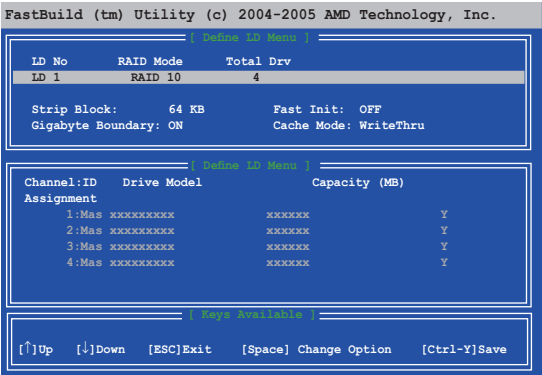 FastBuild (tm) Utility (c) 2004-2005 AMD Technology, Inc.
[ Define LD Menu ]
LD No RAID Mode Total Drv
LD 1 RAID 10 4
Strip Block: 64 KB Fast Init: OFF
Gigabyte Boundary: ON Cache Mode: WriteThru
[ Define LD Menu ]
Channel:ID Drive Model Capacity (MB)
Assignment
1:Mas xxxxxxxxx xxxxxx Y
2:Mas xxxxxxxxx xxxxxx Y
3:Mas xxxxxxxxx xxxxxx Y
4:Mas xxxxxxxxx xxxxxx Y
[ Keys Available ]
[↑]Up [↓]Down [ESC]Exit [Space] Change Option [Ctrl-Y]Save